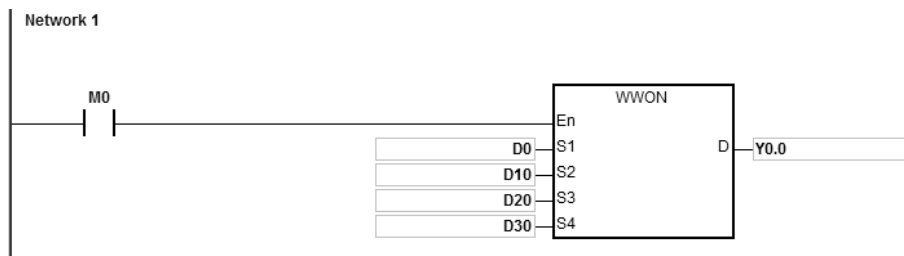 Network 1
M0
WWON
En
D0 S1 D Y0.0
D10 S2
D20 S3
D30 S4